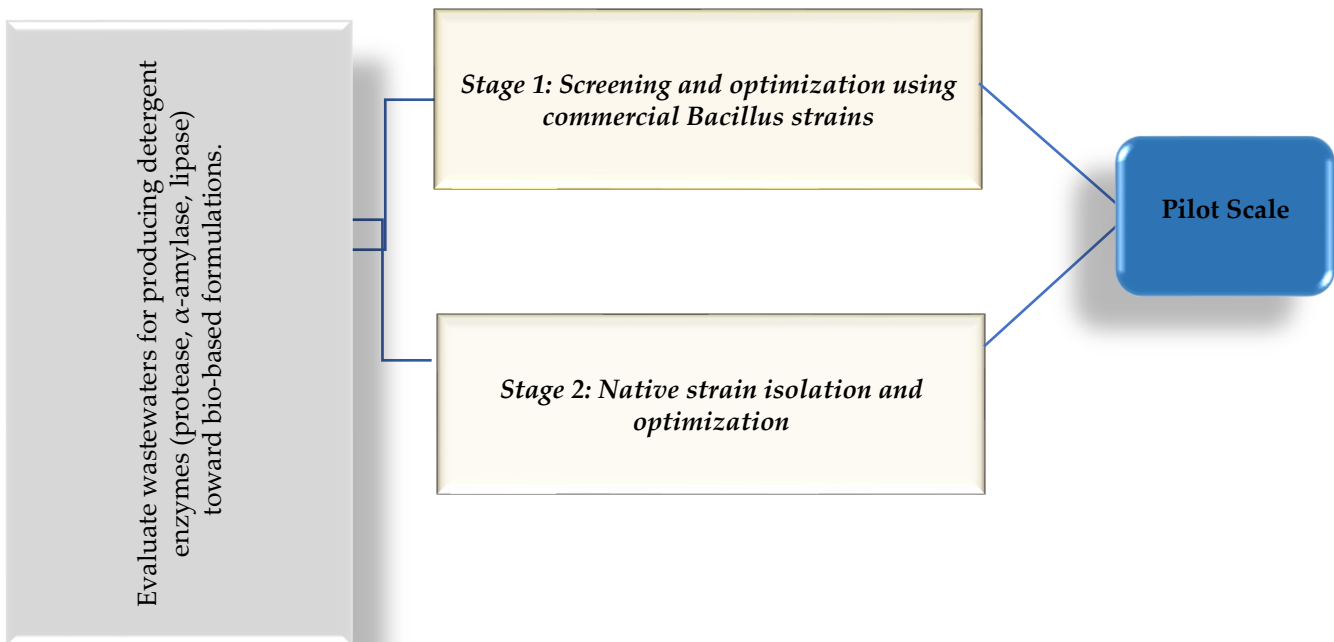 Evaluate wastewaters for producing detergent
enzymes (protease, α-amylase, lipase)
toward bio-based formulations.
Stage 1: Screening and optimization using
commercial Bacillus strains
Stage 2: Native strain isolation and
optimization
Pilot Scale